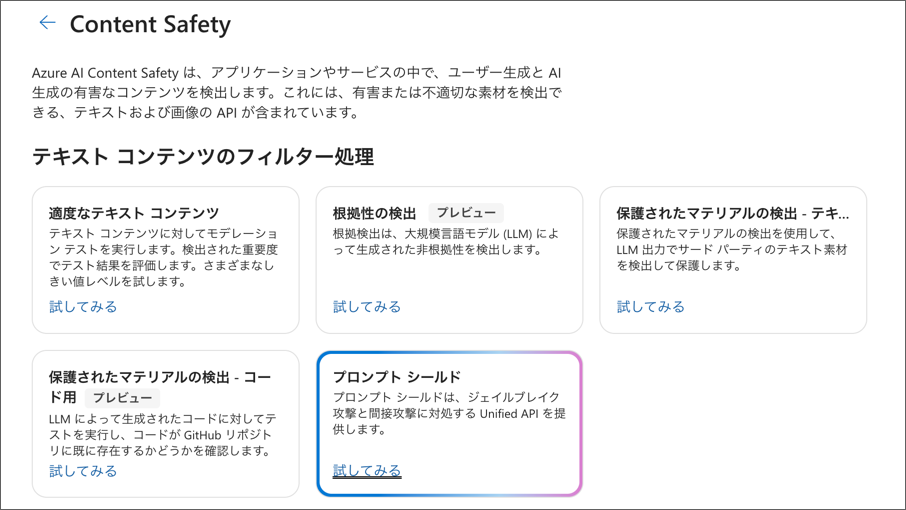 ← Content Safety
Azure AI Content Safety は、アプリケーションやサービスの中で、ユーザー生成と AI
生成の有害なコンテンツを検出します。これには、有害または不適切な素材を検出で
きる、テキストおよび画像の API が含まれています。
テキスト コンテンツのフィルター処理
適度なテキスト コンテンツ
テキスト コンテンツに対してモデレーショ
ン テストを実行します。検出された重要度
でテスト結果を評価します。さまざまなし
きい値レベルを試します。
試してみる
根拠性の検出 プレビュー
根拠検出は、大規模言語モデル (LLM) によ
って生成された非根拠性を検出します。
試してみる
保護されたマテリアルの検出 - テキ...
保護されたマテリアルの検出を使用して、
LLM 出力でサード パーティのテキスト素材
を検出して保護します。
試してみる
保護されたマテリアルの検出 - コー
ド用 プレビュー
LLM によって生成されたコードに対してテ
ストを実行し、コードが GitHub リポジト
リに既に存在するかどうかを確認します。
試してみる
プロンプト シールド
プロンプト シールドは、ジェイルブレイク
攻撃と間接攻撃に対処する Unified API を提
供します。
試してみる